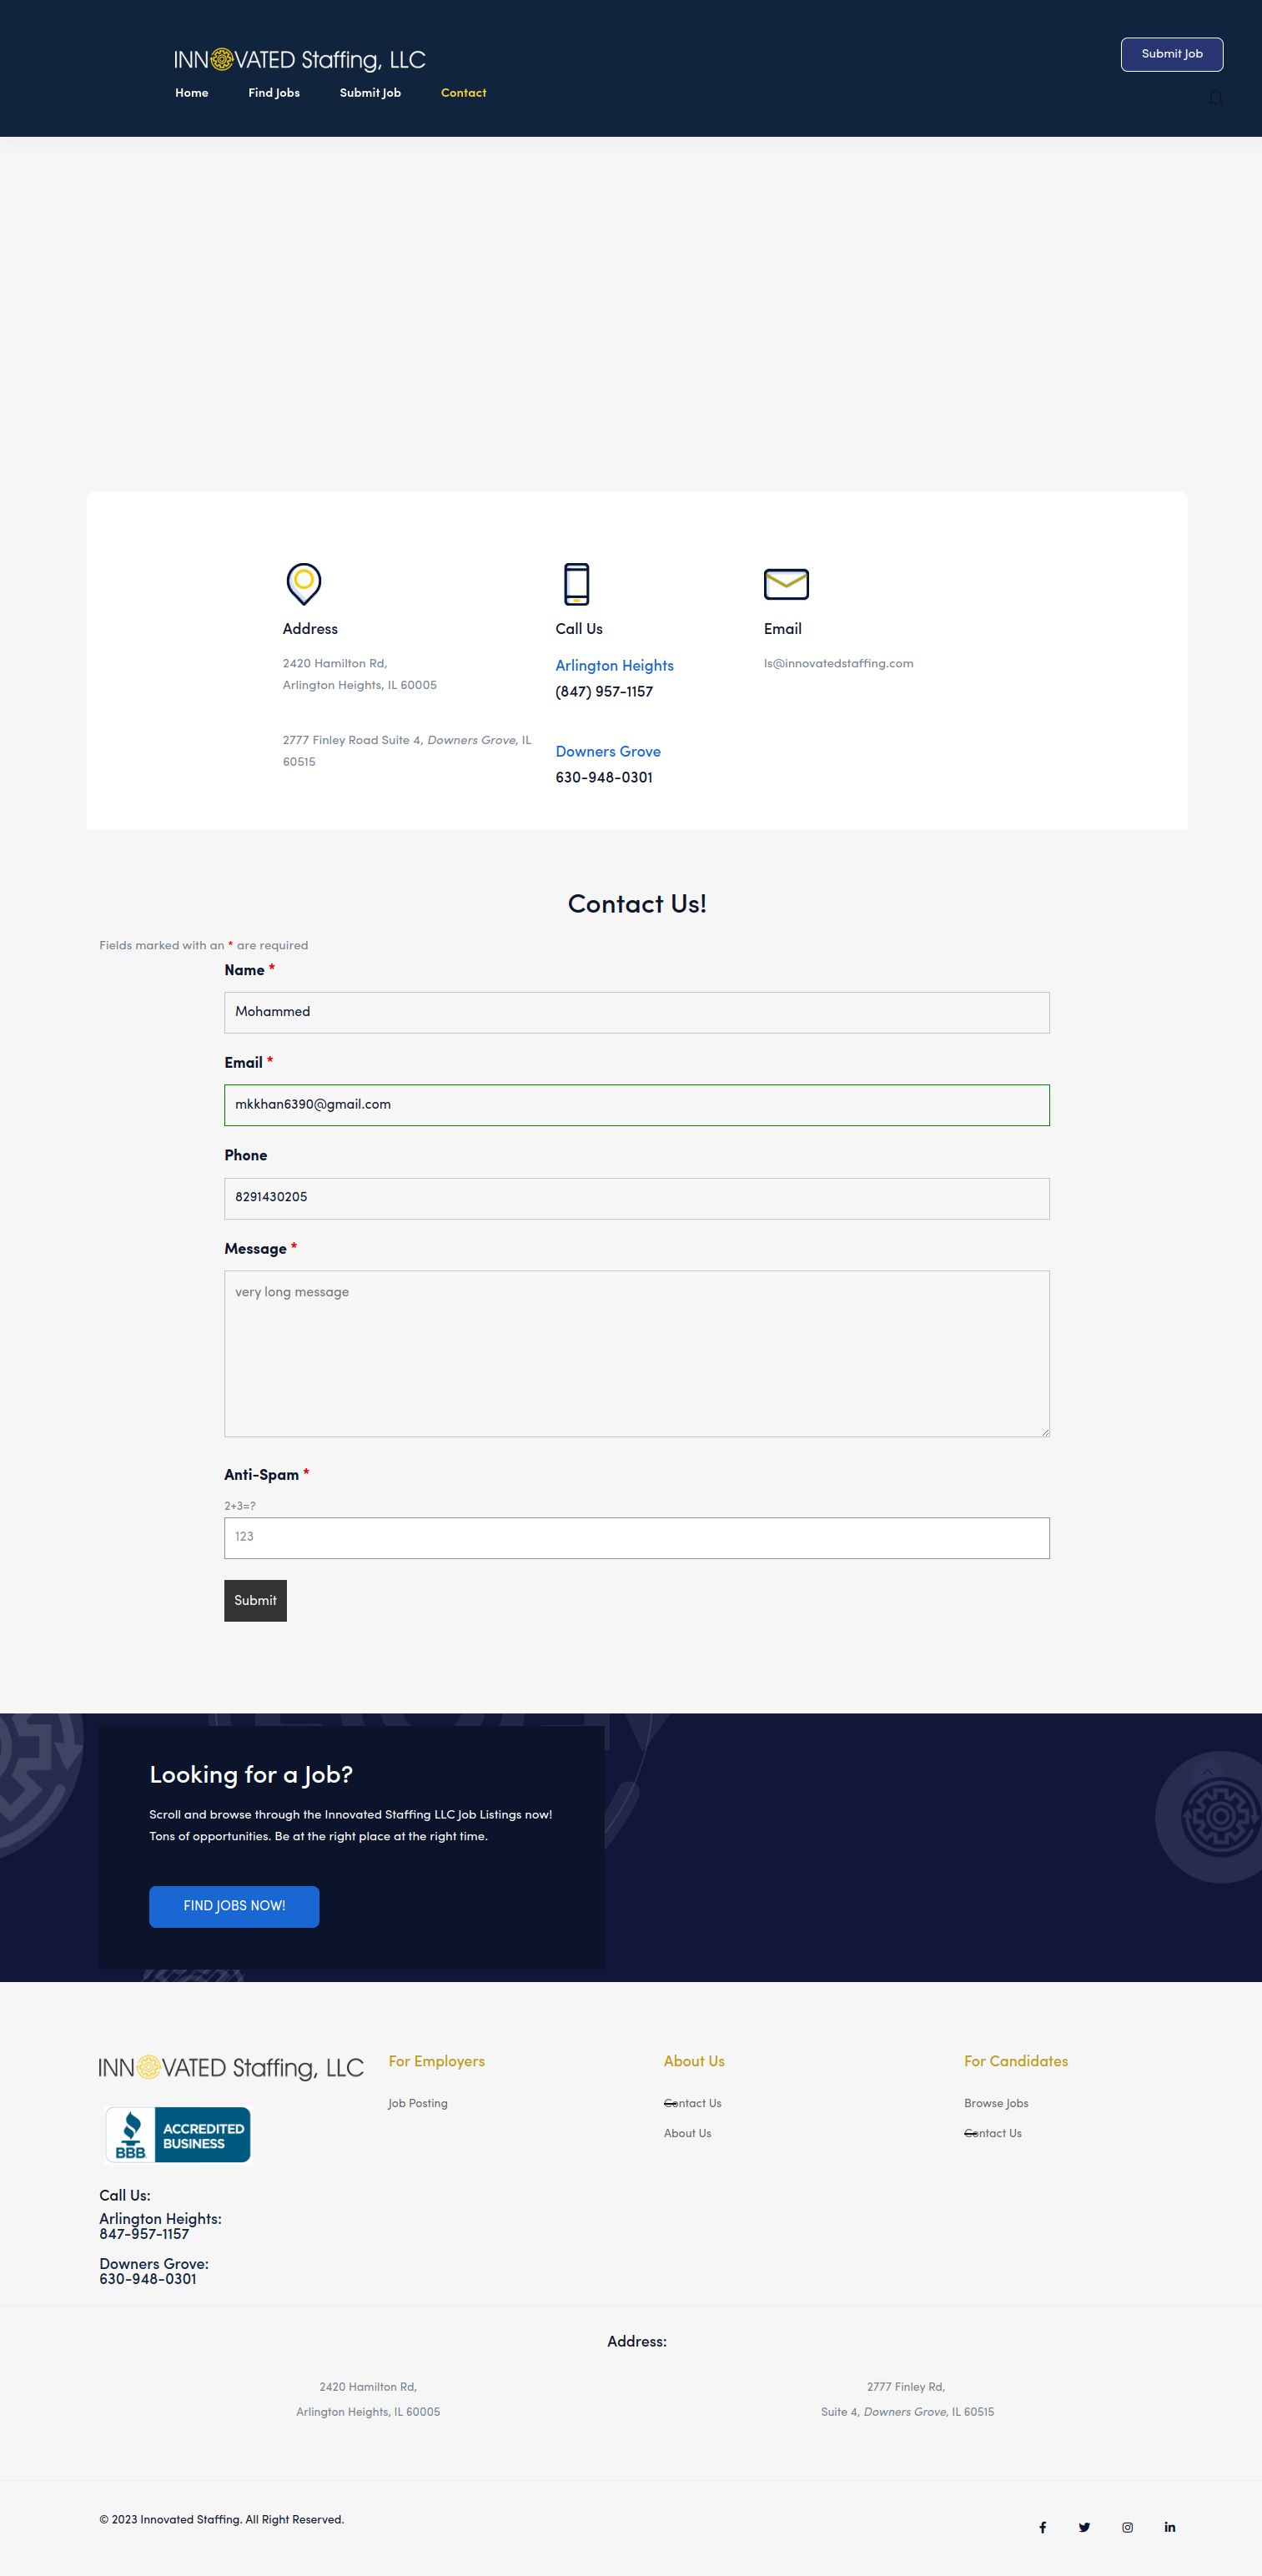 INNOVATED Staffing, LLC
Submit Job
Home Find Jobs Submit Job Contact
Address
2420 Hamilton Rd,
Arlington Heights, IL 60005
2777 Finley Road Suite 4, Downers Grove, IL
60515
Call Us
Arlington Heights
(847) 957-1157
Downers Grove
630-948-0301
Email
ls@innovatedstaffing.com
Contact Us!
Fields marked with an * are required
Name *
Mohammed
Email *
mkkhan6390@gmail.com
Phone
8291430205
Message *
very long message
Anti-Spam *
2+3=?
123
Submit
Looking for a Job?
Scroll and browse through the Innovated Staffing LLC Job Listings now!
Tons of opportunities. Be at the right place at the right time.
FIND JOBS NOW!
INNOVATED Staffing, LLC
BBB.
ACCREDITED
BUSINESS
Call Us:
Arlington Heights:
847-957-1157
Downers Grove:
630-948-0301
For Employers
Job Posting
About Us
Contact Us
About Us
For Candidates
Browse Jobs
Contact Us
Address:
2420 Hamilton Rd,
Arlington Heights, IL 60005
2777 Finley Rd,
Suite 4, Downers Grove, IL 60515
© 2023 Innovated Staffing. All Right Reserved.